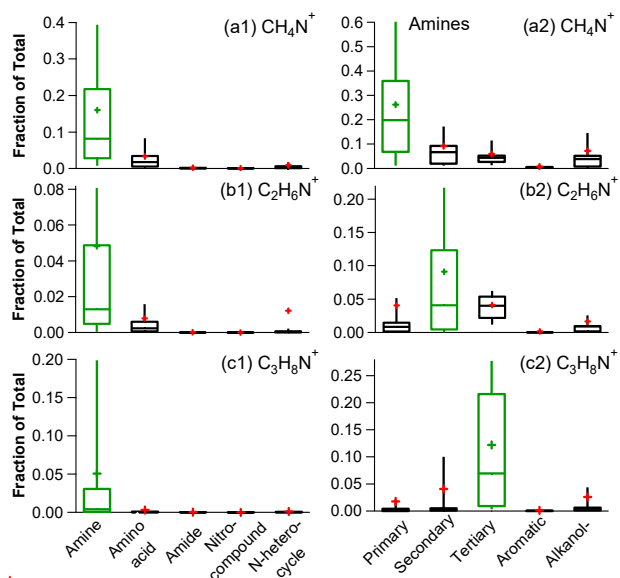 (a1) CH₄N⁺
Fraction of Total
0.4
0.3
0.2
0.1
0.0
Amines
(a2) CH₄N⁺
0.6
0.5
0.4
0.3
0.2
0.1
0.0
(b1) C₂H₆N⁺
Fraction of Total
0.08
0.06
0.04
0.02
0.00
(b2) C₂H₆N⁺
0.20
0.15
0.10
0.05
0.00
(c1) C₃H₈N⁺
Fraction of Total
0.20
0.15
0.10
0.05
0.00
Amine
Amino
acid
Amide
Nitro-
compound
N-hetero-
cycle
(c2) C₃H₈N⁺
0.25
0.20
0.15
0.10
0.05
0.00
Primary
Secondary
Tertiary
Aromatic
Alkanol-